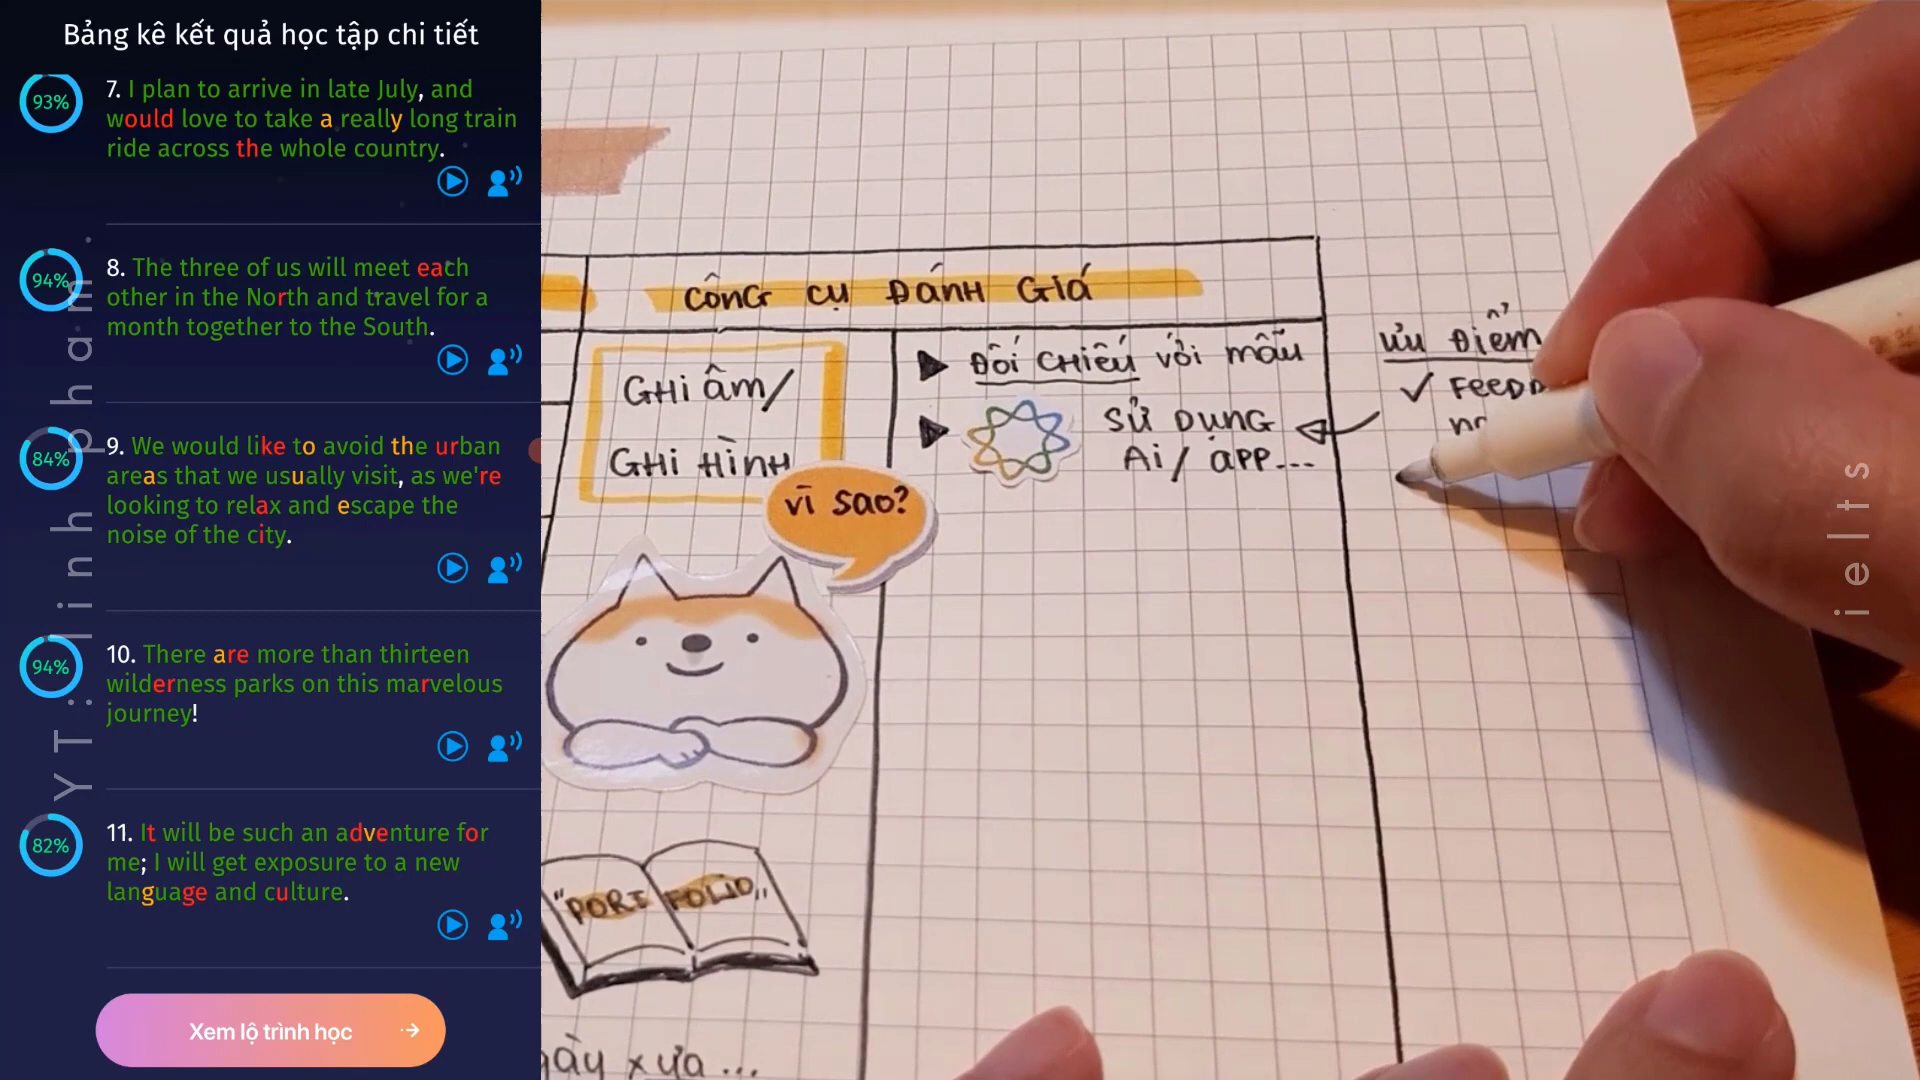 Bảng kê kết quả học tập chi tiết
93%
7. I plan to arrive in late July, and
would love to take a really long train
ride across the whole country.
94%
8. The three of us will meet each
other in the North and travel for a
month together to the South.
84%
9. We would like to avoid the urban
areas that we usually visit, as we're
looking to relax and escape the
noise of the city.
94%
10. There are more than thirteen
wilderness parks on this marvelous
journey!
82%
11. It will be such an adventure for
me; I will get exposure to a new
language and culture.
Xem lộ trình học
YT: linh pham.
CÔNG CỤ ĐÁNH GIÁ
GHI ÂM/
GHI HÌNH
vì sao?
ĐỐI CHIẾU với mẫu
SỬ DỤNG
Ai / APP...
ƯU ĐIỂM
"PORTFOLIO"
xưa ...
ielts